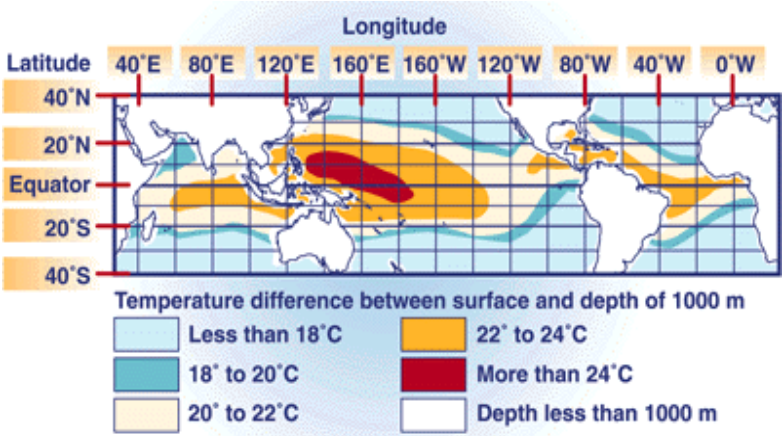 Longitude
Latitude 40°E 80°E 120°E 160°E 160°W 120°W 80°W 40°W 0°W
40°N
20°N
Equator
20°S
40°S
Temperature difference between surface and depth of 1000 m
Less than 18°C 22° to 24°C
18° to 20°C More than 24°C
20° to 22°C Depth less than 1000 m